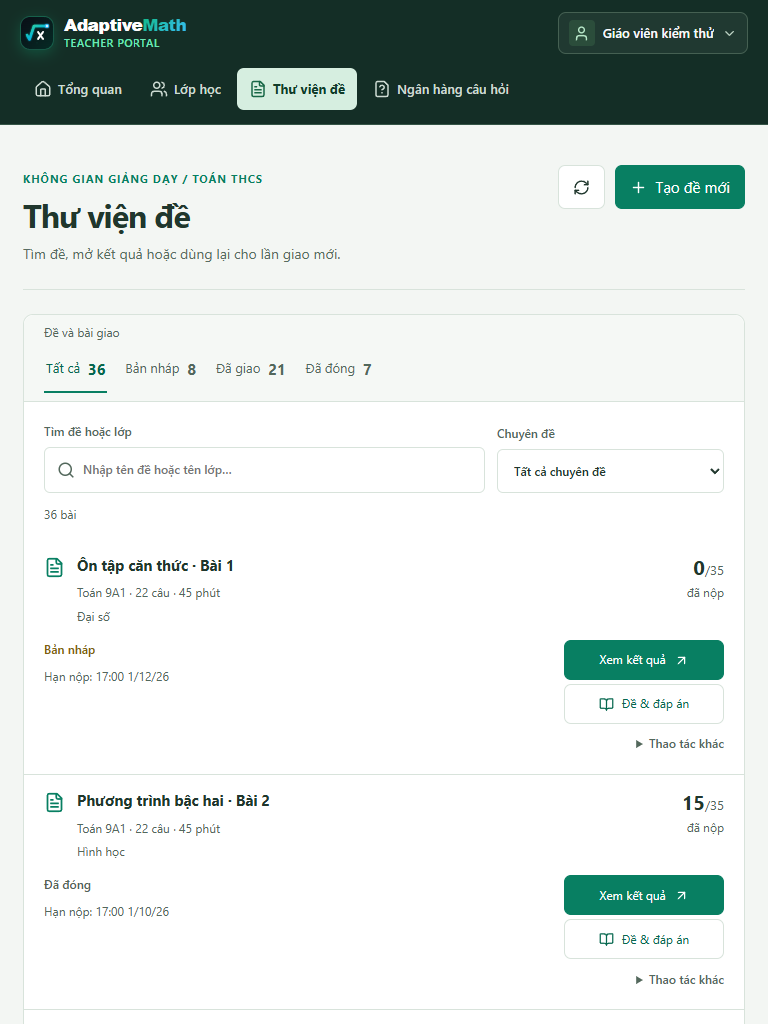 AdaptiveMath
TEACHER PORTAL
Giáo viên kiểm thử
Tổng quan
Lớp học
Thư viện đề
Ngân hàng câu hỏi
KHÔNG GIAN GIẢNG DẠY / TOÁN THCS
Thư viện đề
Tìm đề, mở kết quả hoặc dùng lại cho lần giao mới.
Tạo đề mới
Đề và bài giao
Tất cả 36 Bản nháp 8 Đã giao 21 Đã đóng 7
Tìm đề hoặc lớp
Nhập tên đề hoặc tên lớp...
Chuyên đề
Tất cả chuyên đề
36 bài
Ôn tập căn thức · Bài 1
Toán 9A1 · 22 câu · 45 phút
Đại số
0/35
đã nộp
Bản nháp
Hạn nộp: 17:00 1/12/26
Xem kết quả
Đề & đáp án
Thao tác khác
Phương trình bậc hai · Bài 2
Toán 9A1 · 22 câu · 45 phút
Hình học
15/35
đã nộp
Đã đóng
Hạn nộp: 17:00 1/10/26
Xem kết quả
Đề & đáp án
Thao tác khác